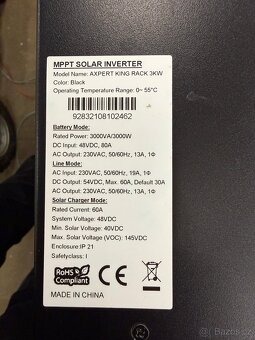 MPPT SOLAR INVERTER
Model Name: AXPERT KING RACK 3KW
Color: Black
Operating Temperature Range: 0~ 55°C
92832108102462
Battery Mode:
Rated Power: 3000VA/3000W
DC Input: 48VDC, 80A
AC Output: 230VAC, 50/60Hz, 13A, 1Φ
Line Mode:
AC Input: 230VAC, 50/60Hz, 19A, 1Φ
DC Output: 54VDC, Max. 60A, Default 30A
AC Output: 230VAC, 50/60Hz, 13A, 1Φ
Solar Charger Mode:
Rated Current: 60A
System Voltage: 48VDC
Min. Solar Voltage: 40VDC
Max. Solar Voltage (VOC): 145VDC
Enclosure:IP 21
Safetyclass: I
RoHS
Compliant
CE
MADE IN CHINA